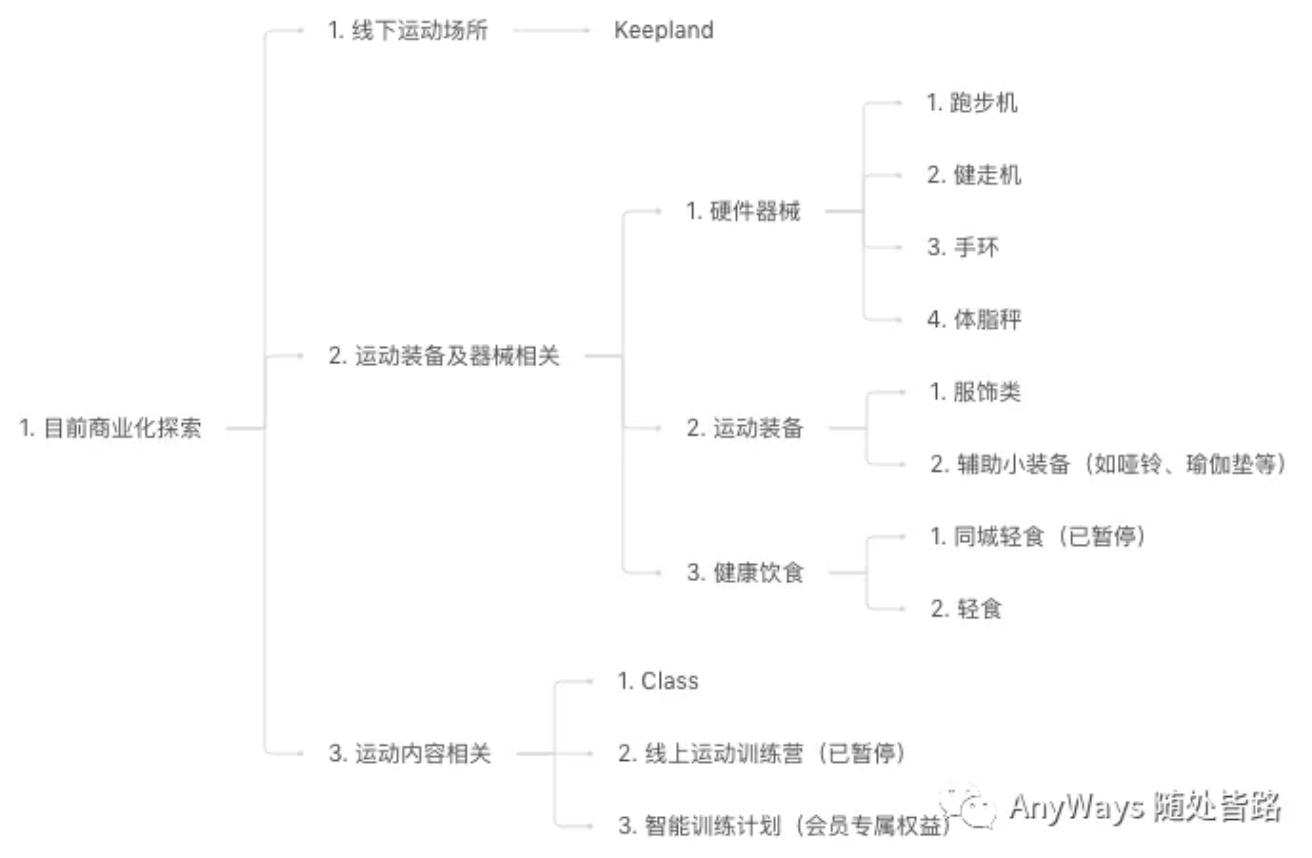 1. 线下运动场所
Keepland
1. 跑步机
2. 健走机
1. 硬件器械
3. 手环
4. 体脂秤
2. 运动装备及器械相关
1. 服饰类
1. 目前商业化探索
2. 运动装备
2. 辅助小装备（如哑铃、瑜伽垫等）
1. 同城轻食（已暂停）
3. 健康饮食
2. 轻食
1. Class
3. 运动内容相关
2. 线上运动训练营（已暂停）
3. 智能训练计划（会员专属权益）
AnyWays 随处皆路